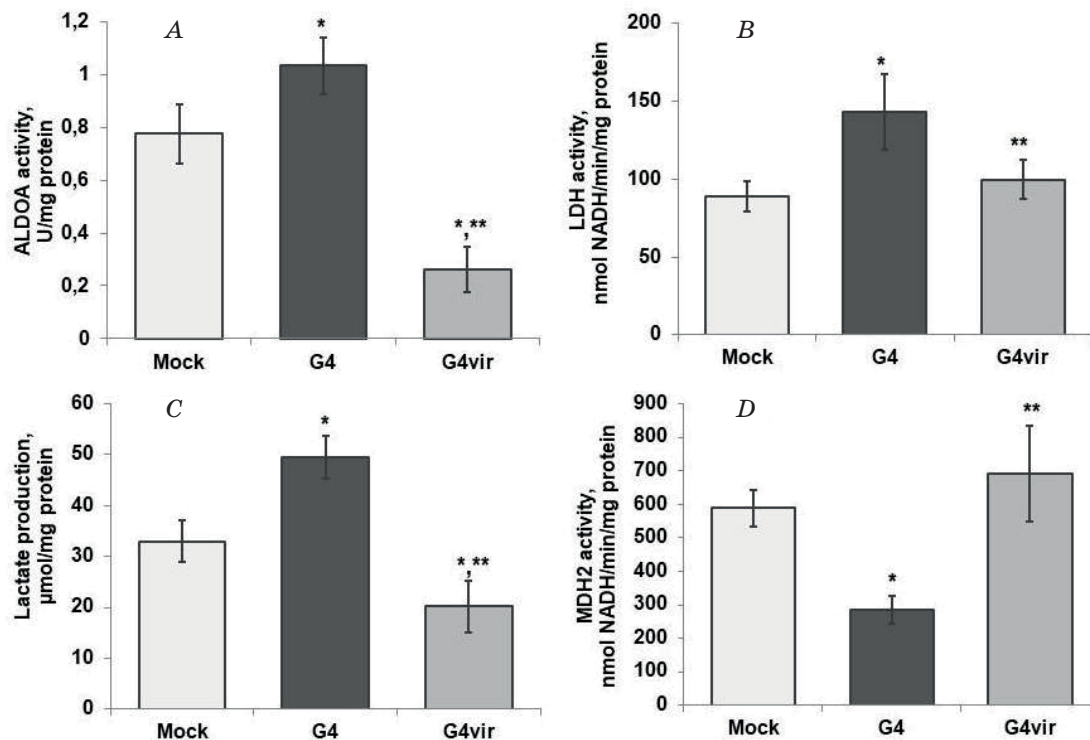 A
ALDOA activity,
U/mg protein
1,2
1
0,8
0,6
0,4
0,2
0
*
*,**
Mock
G4
G4vir
B
LDH activity,
nmol NADH/min/mg protein
200
150
100
50
0
*
**
Mock
G4
G4vir
C
Lactate production,
µmol/mg protein
60
50
40
30
20
10
0
*
*,**
Mock
G4
G4vir
D
MDH2 activity,
nmol NADH/min/mg protein
900
800
700
600
500
400
300
200
100
0
*
**
Mock
G4
G4vir